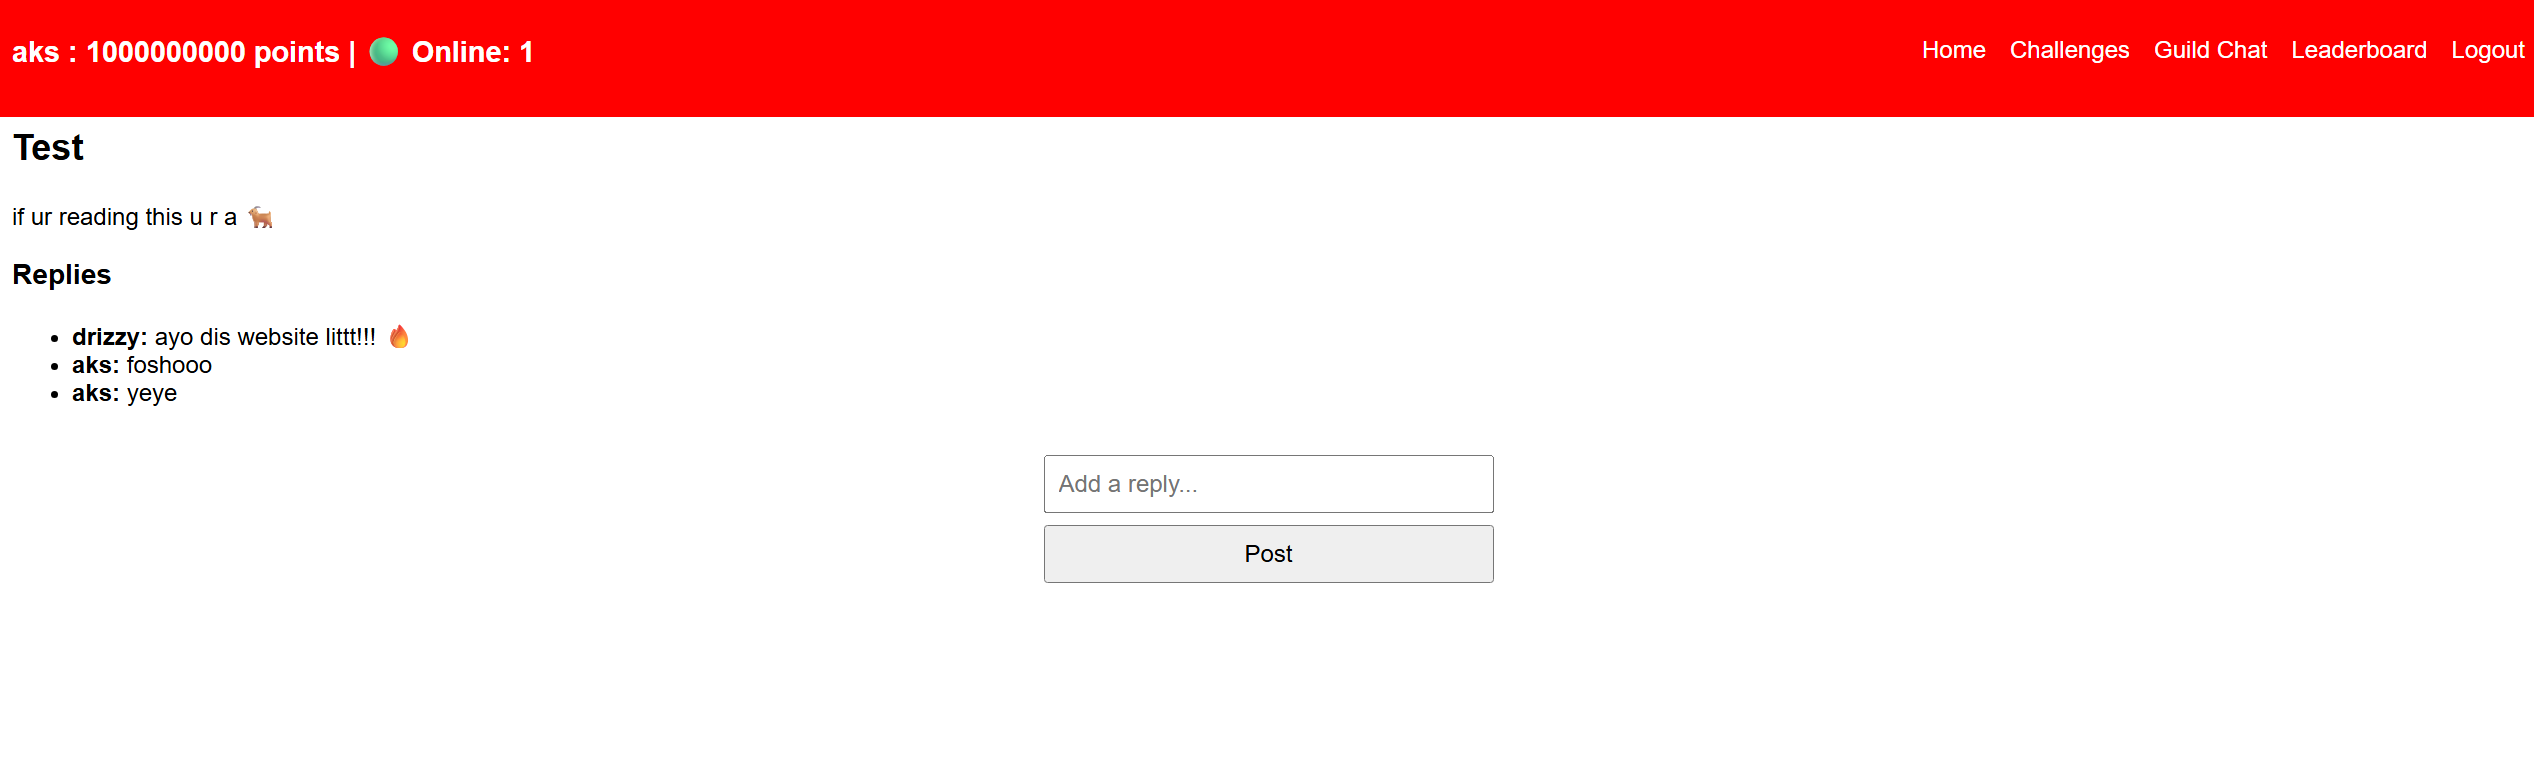 aks : 1000000000 points | 🟢 Online: 1
Home Challenges Guild Chat Leaderboard Logout
Test
if ur reading this u r a 🐐
Replies
• drizzy: ayo dis website littt!!! 🔥
• aks: foshooo
• aks: yeye
Add a reply...
Post